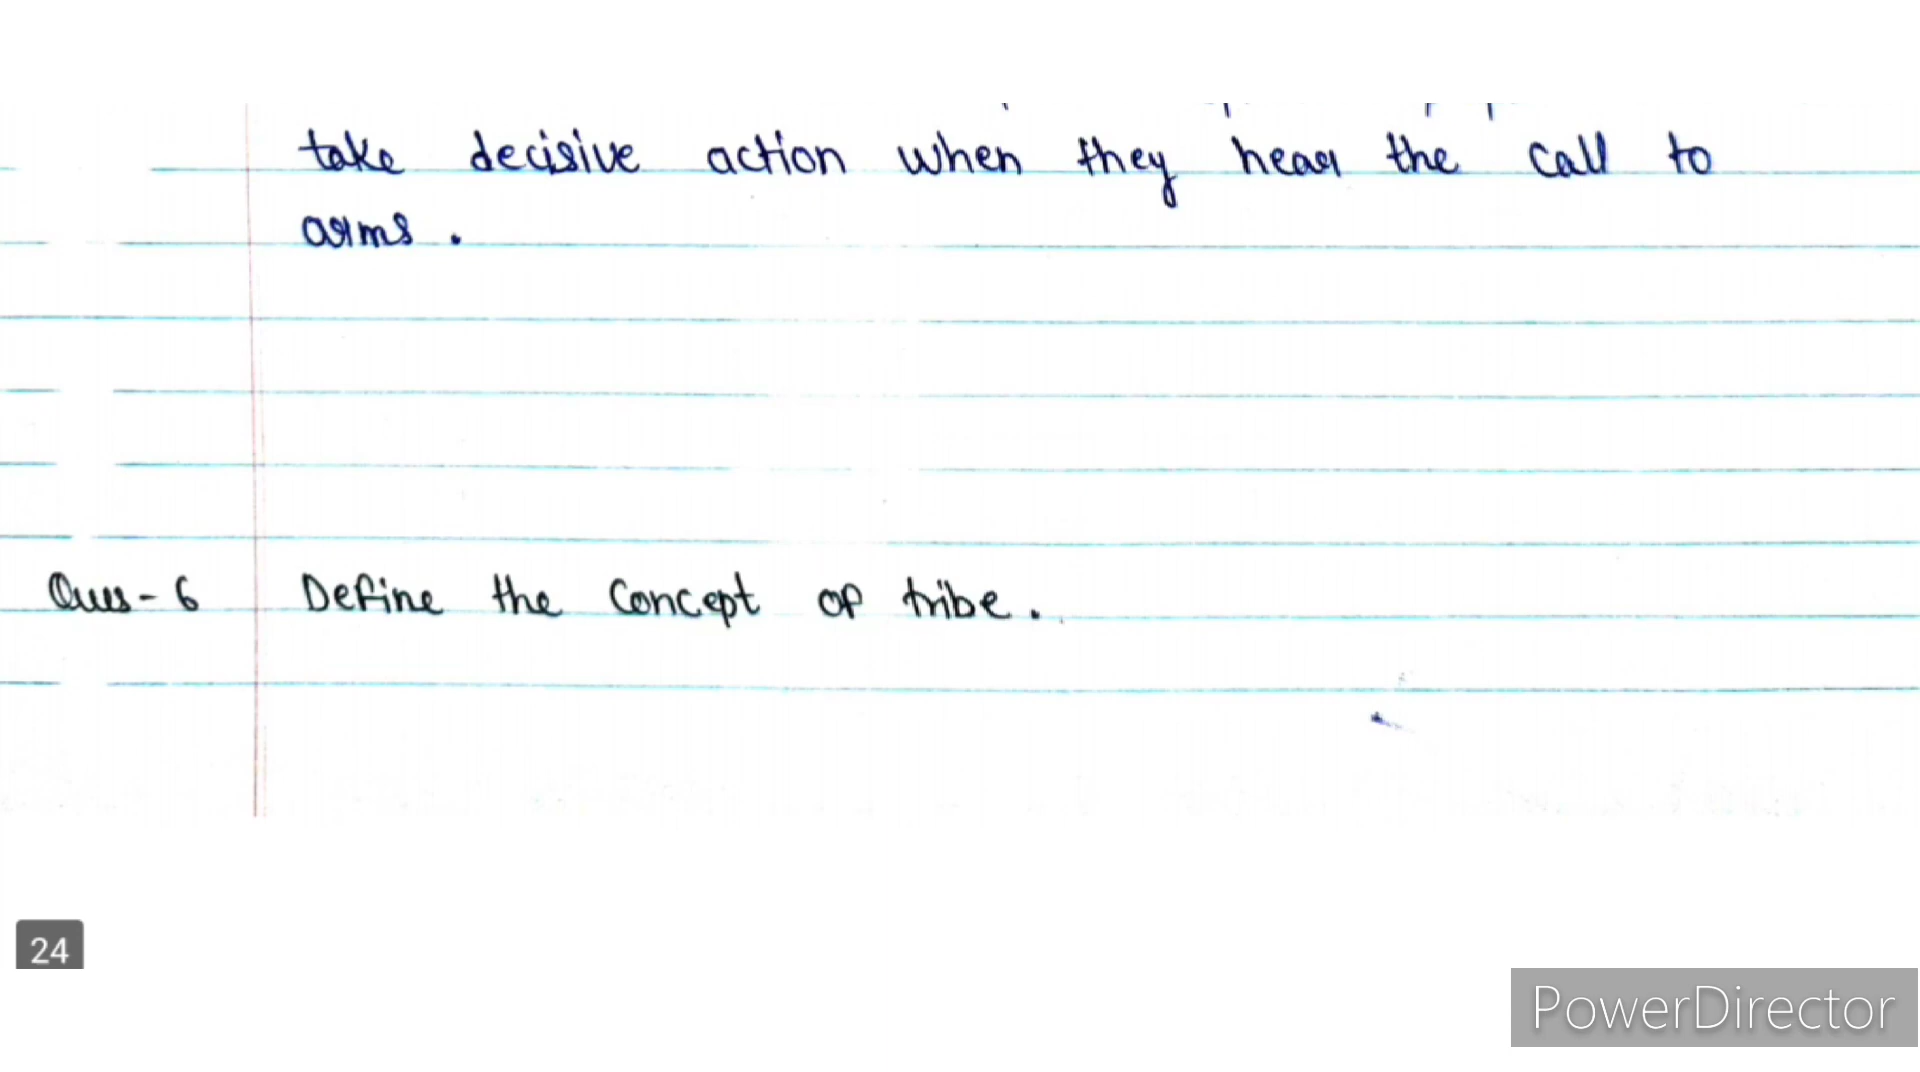 take decisive action when they hear the call to
arms.
Ques-6 Define the concept of tribe.
24
PowerDirector